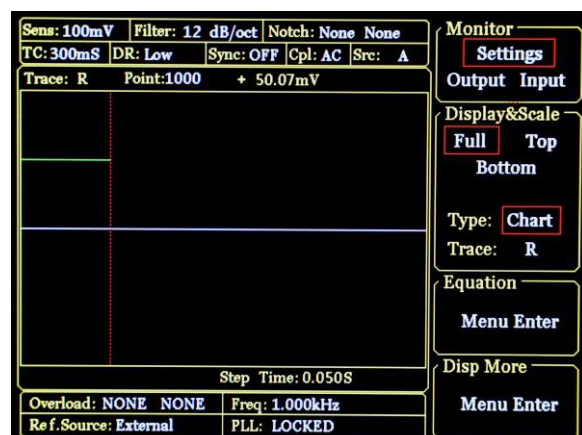 Sens: 100mV Filter: 12 dB/oct Notch: None None
TC: 300mS DR: Low Sync: OFF Cpl: AC Src: A
Trace: R Point:1000 + 50.07mV
Step Time: 0.050S
Overload: NONE NONE Freq: 1.000kHz
Ref.Source: External PLL: LOCKED
Monitor
Settings
Output Input
Display&Scale
Full Top
Bottom
Type: Chart
Trace: R
Equation
Menu Enter
Disp More
Menu Enter